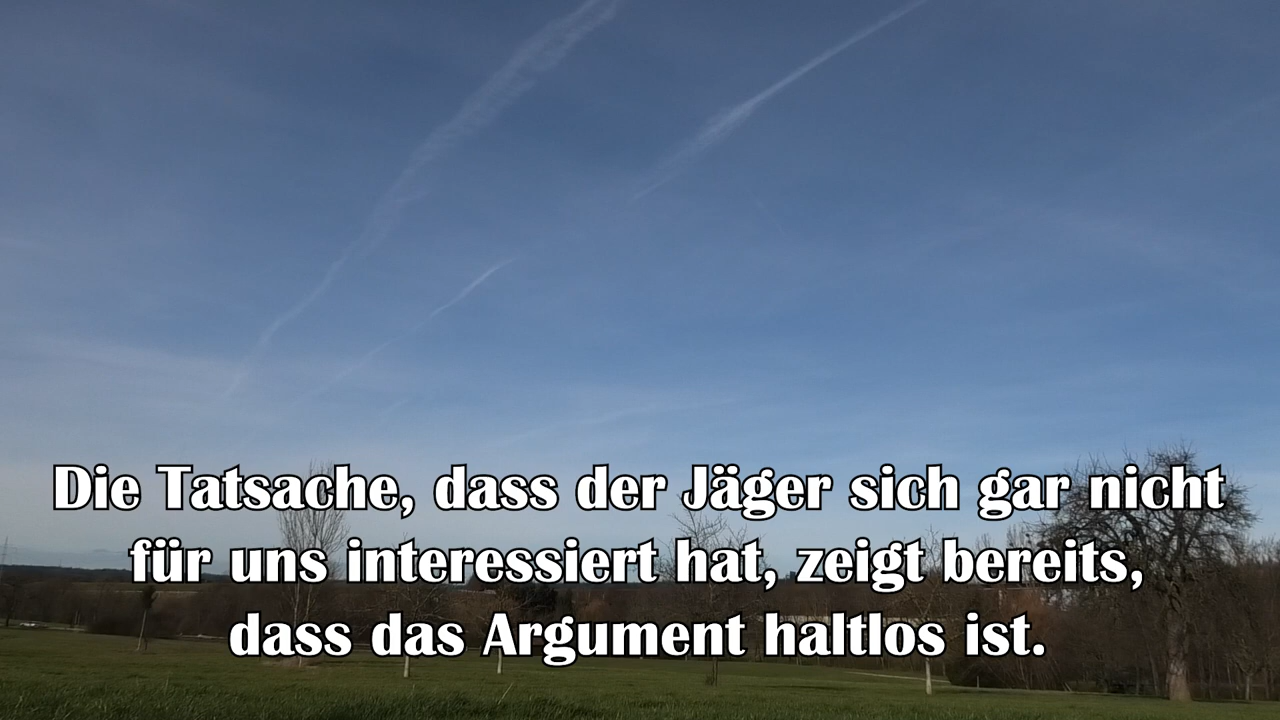 Die Tatsache, dass der Jäger sich gar nicht
für uns interessiert hat, zeigt bereits,
dass das Argument haltlos ist.